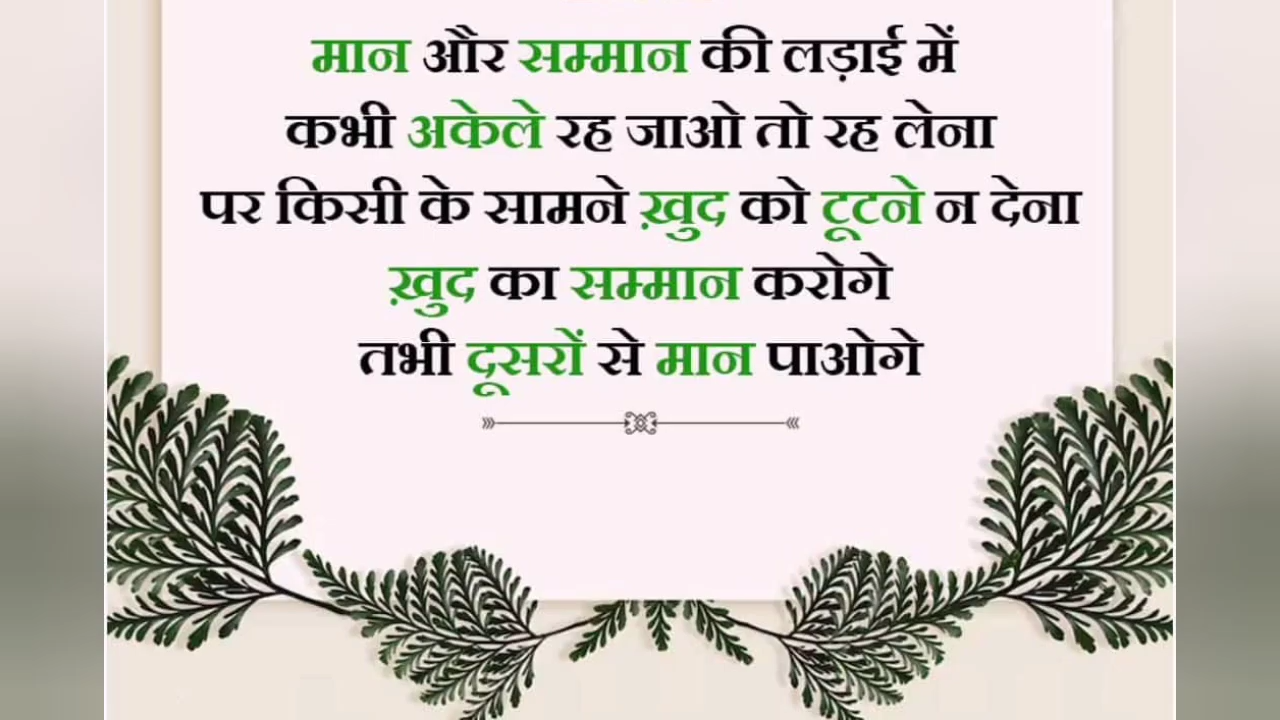 मान और सम्मान की लड़ाई में
कभी अकेले रह जाओ तो रह लेना
पर किसी के सामने ख़ुद को टूटने न देना
ख़ुद का सम्मान करोगे
तभी दूसरों से मान पाओगे